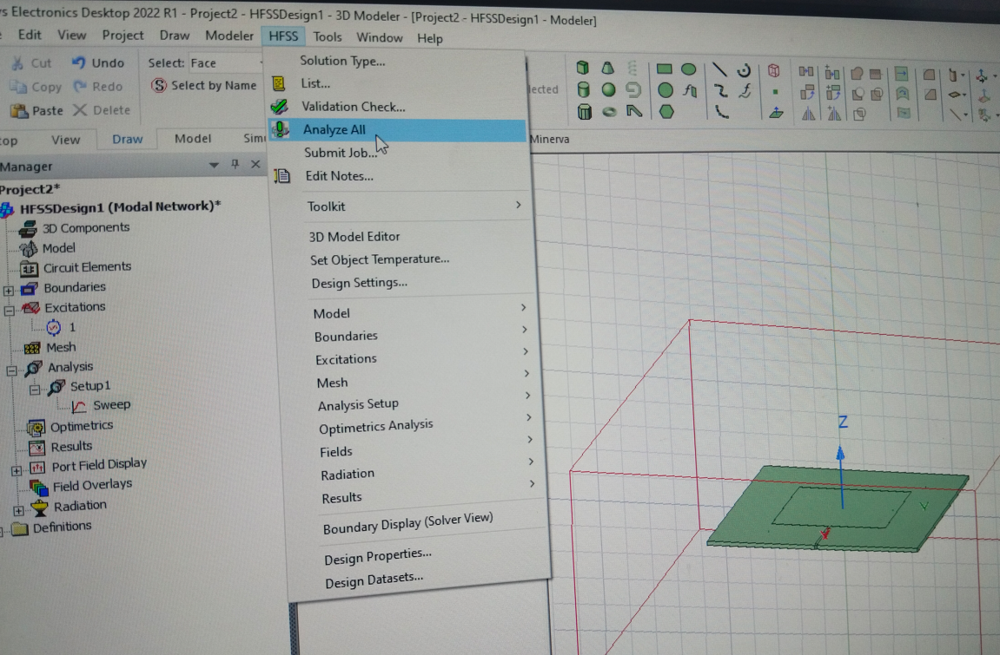 s Electronics Desktop 2022 R1 - Project2 - HFSSDesign1 - 3D Modeler - [Project2 - HFSSDesign1 - Modeler]
Edit View Project Draw Modeler HFSS Tools Window Help
Cut Undo Select: Face
Copy Redo Select by Name
Paste Delete
lected
op View Draw Model Simu
Minerva
Solution Type...
List...
Validation Check...
Analyze All
Submit Job...
Edit Notes...
Toolkit
3D Model Editor
Set Object Temperature...
Design Settings...
Model
Boundaries
Excitations
Mesh
Analysis Setup
Optimetrics Analysis
Fields
Radiation
Results
Boundary Display (Solver View)
Design Properties...
Design Datasets...
Manager
Project2*
HFSSDesign1 (Modal Network)*
3D Components
Model
Circuit Elements
Boundaries
Excitations
1
Mesh
Analysis
Setup1
Sweep
Optimetrics
Results
Port Field Display
Field Overlays
Radiation
Definitions
Z
Y
X